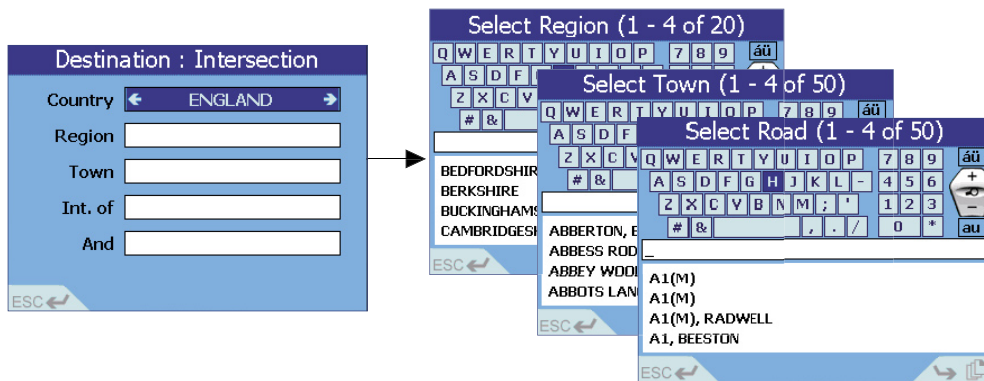 Destination : Intersection
Country ENGLAND
Region
Town
Int. of
And
ESC
Select Region (1 - 4 of 20)
Q W E R T Y U I O P 7 8 9 áü
A S D F
Z X C V
# &
BEDFORDSHIR
BERKSHIRE
BUCKINGHAMS
CAMBRIDGESH
ESC
Select Town (1 - 4 of 50)
Q W E R T Y U I O P 7 8 9 áü
A S D F
Z X C V
# &
ABBERTON, E
ABBESS ROD
ABBEY WOO
ABBOTS LAN
ESC
Select Road (1 - 4 of 50)
Q W E R T Y U I O P 7 8 9 áü
A S D F G H J K L - 4 5 6 +
Z X C V B N M ; ' 1 2 3 -
# & , . / 0 * au
_
A1(M)
A1(M)
A1(M), RADWELL
A1, BEESTON
ESC